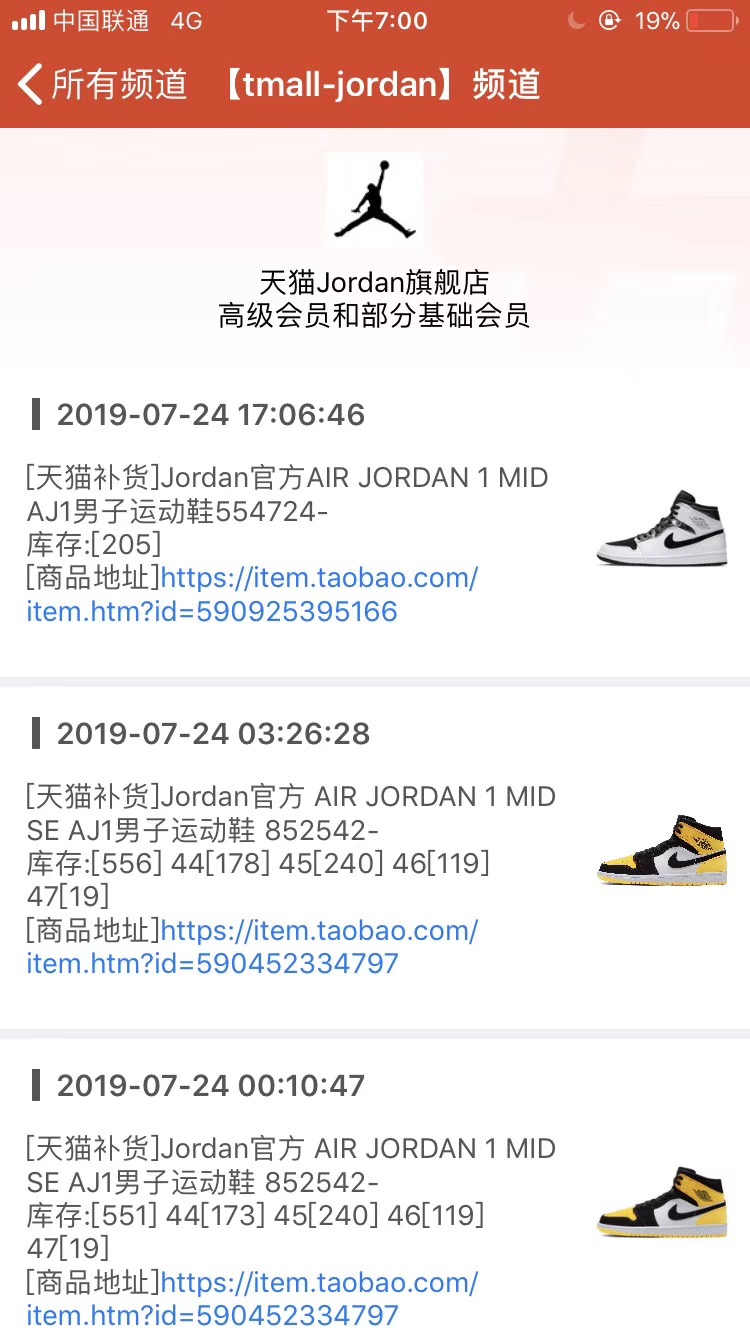 中国联通 4G 下午7:00 19%
所有频道 【tmall-jordan】频道
天猫Jordan旗舰店
高级会员和部分基础会员
2019-07-24 17:06:46
[天猫补货]Jordan官方AIR JORDAN 1 MID
AJ1男子运动鞋554724-
库存:[205]
[商品地址]https://item.taobao.com/
item.htm?id=590925395166
2019-07-24 03:26:28
[天猫补货]Jordan官方 AIR JORDAN 1 MID
SE AJ1男子运动鞋 852542-
库存:[556] 44[178] 45[240] 46[119]
47[19]
[商品地址]https://item.taobao.com/
item.htm?id=590452334797
2019-07-24 00:10:47
[天猫补货]Jordan官方 AIR JORDAN 1 MID
SE AJ1男子运动鞋 852542-
库存:[551] 44[173] 45[240] 46[119]
47[19]
[商品地址]https://item.taobao.com/
item.htm?id=590452334797